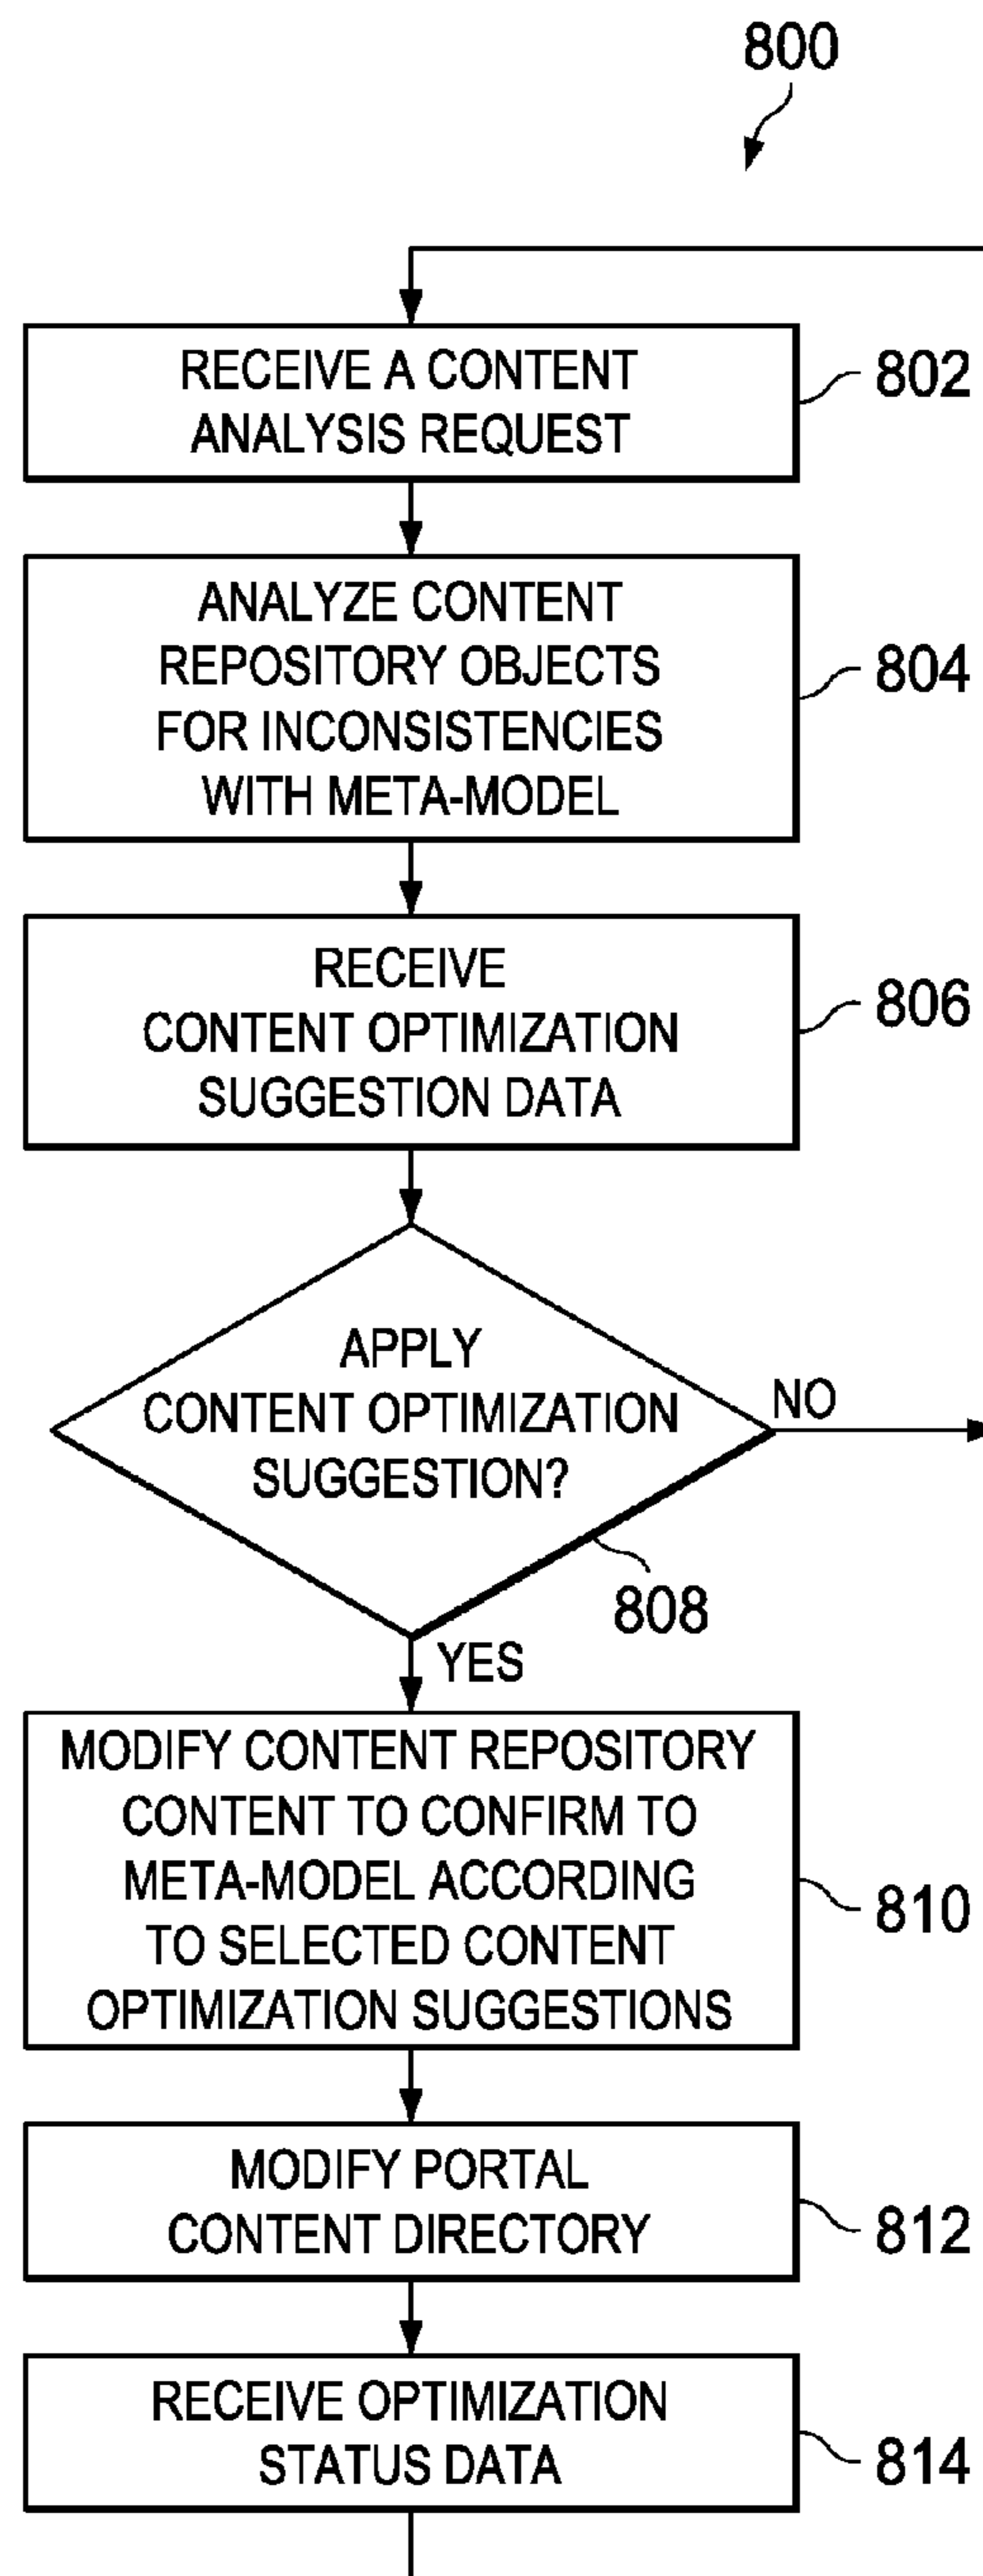 800
RECEIVE A CONTENT
ANALYSIS REQUEST
802
ANALYZE CONTENT
REPOSITORY OBJECTS
FOR INCONSISTENCIES
WITH META-MODEL
804
RECEIVE
CONTENT OPTIMIZATION
SUGGESTION DATA
806
APPLY
CONTENT OPTIMIZATION
SUGGESTION?
NO
808
YES
MODIFY CONTENT REPOSITORY
CONTENT TO CONFIRM TO
META-MODEL ACCORDING
TO SELECTED CONTENT
OPTIMIZATION SUGGESTIONS
810
MODIFY PORTAL
CONTENT DIRECTORY
812
RECEIVE OPTIMIZATION
STATUS DATA
814